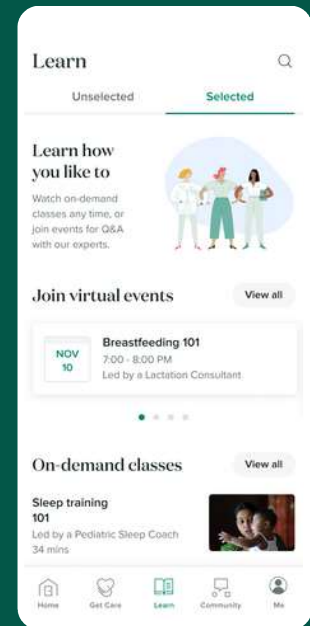 Learn
Unselected
Selected
Learn how
you like to
Watch on-demand
classes any time, or
join events for Q&A
with our experts.
Join virtual events
View all
NOV
10
Breastfeeding 101
7:00 - 8:00 PM
Led by a Lactation Consultant
On-demand classes
View all
Sleep training
101
Led by a Pediatric Sleep Coach
34 mins
Home
Get Care
Learn
Community
Me